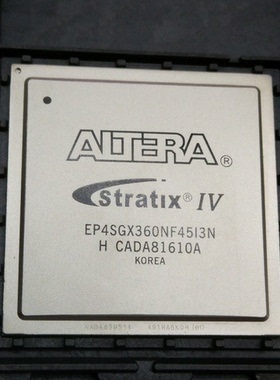 ALTERA®
Stratix® IV
EP4SGX360NF45I3N
H CADA81610A
KOREA